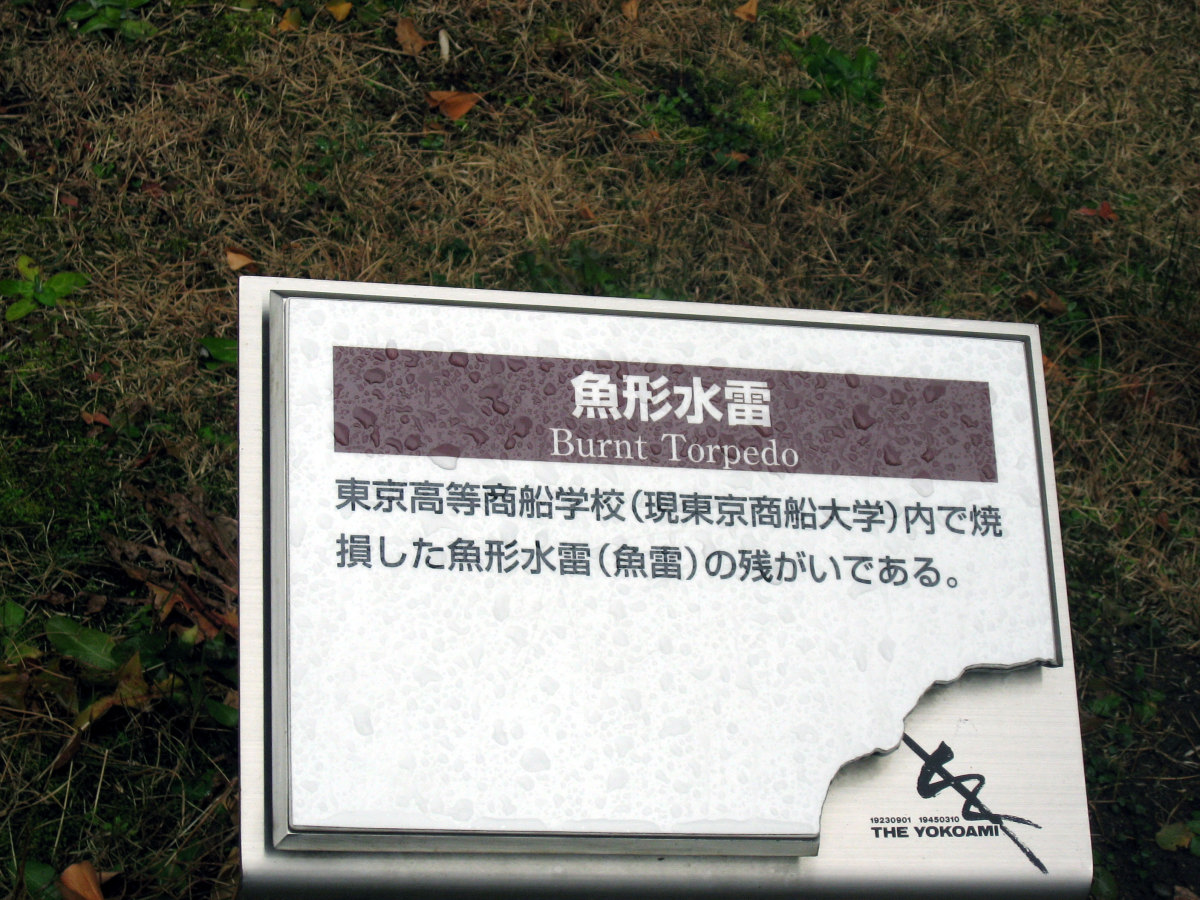 魚形水雷
Burnt Torpedo
東京高等商船学校(現東京商船大学)内で焼
損した魚形水雷(魚雷)の残がいである。
19230901 19450310
THE YOKOAMI